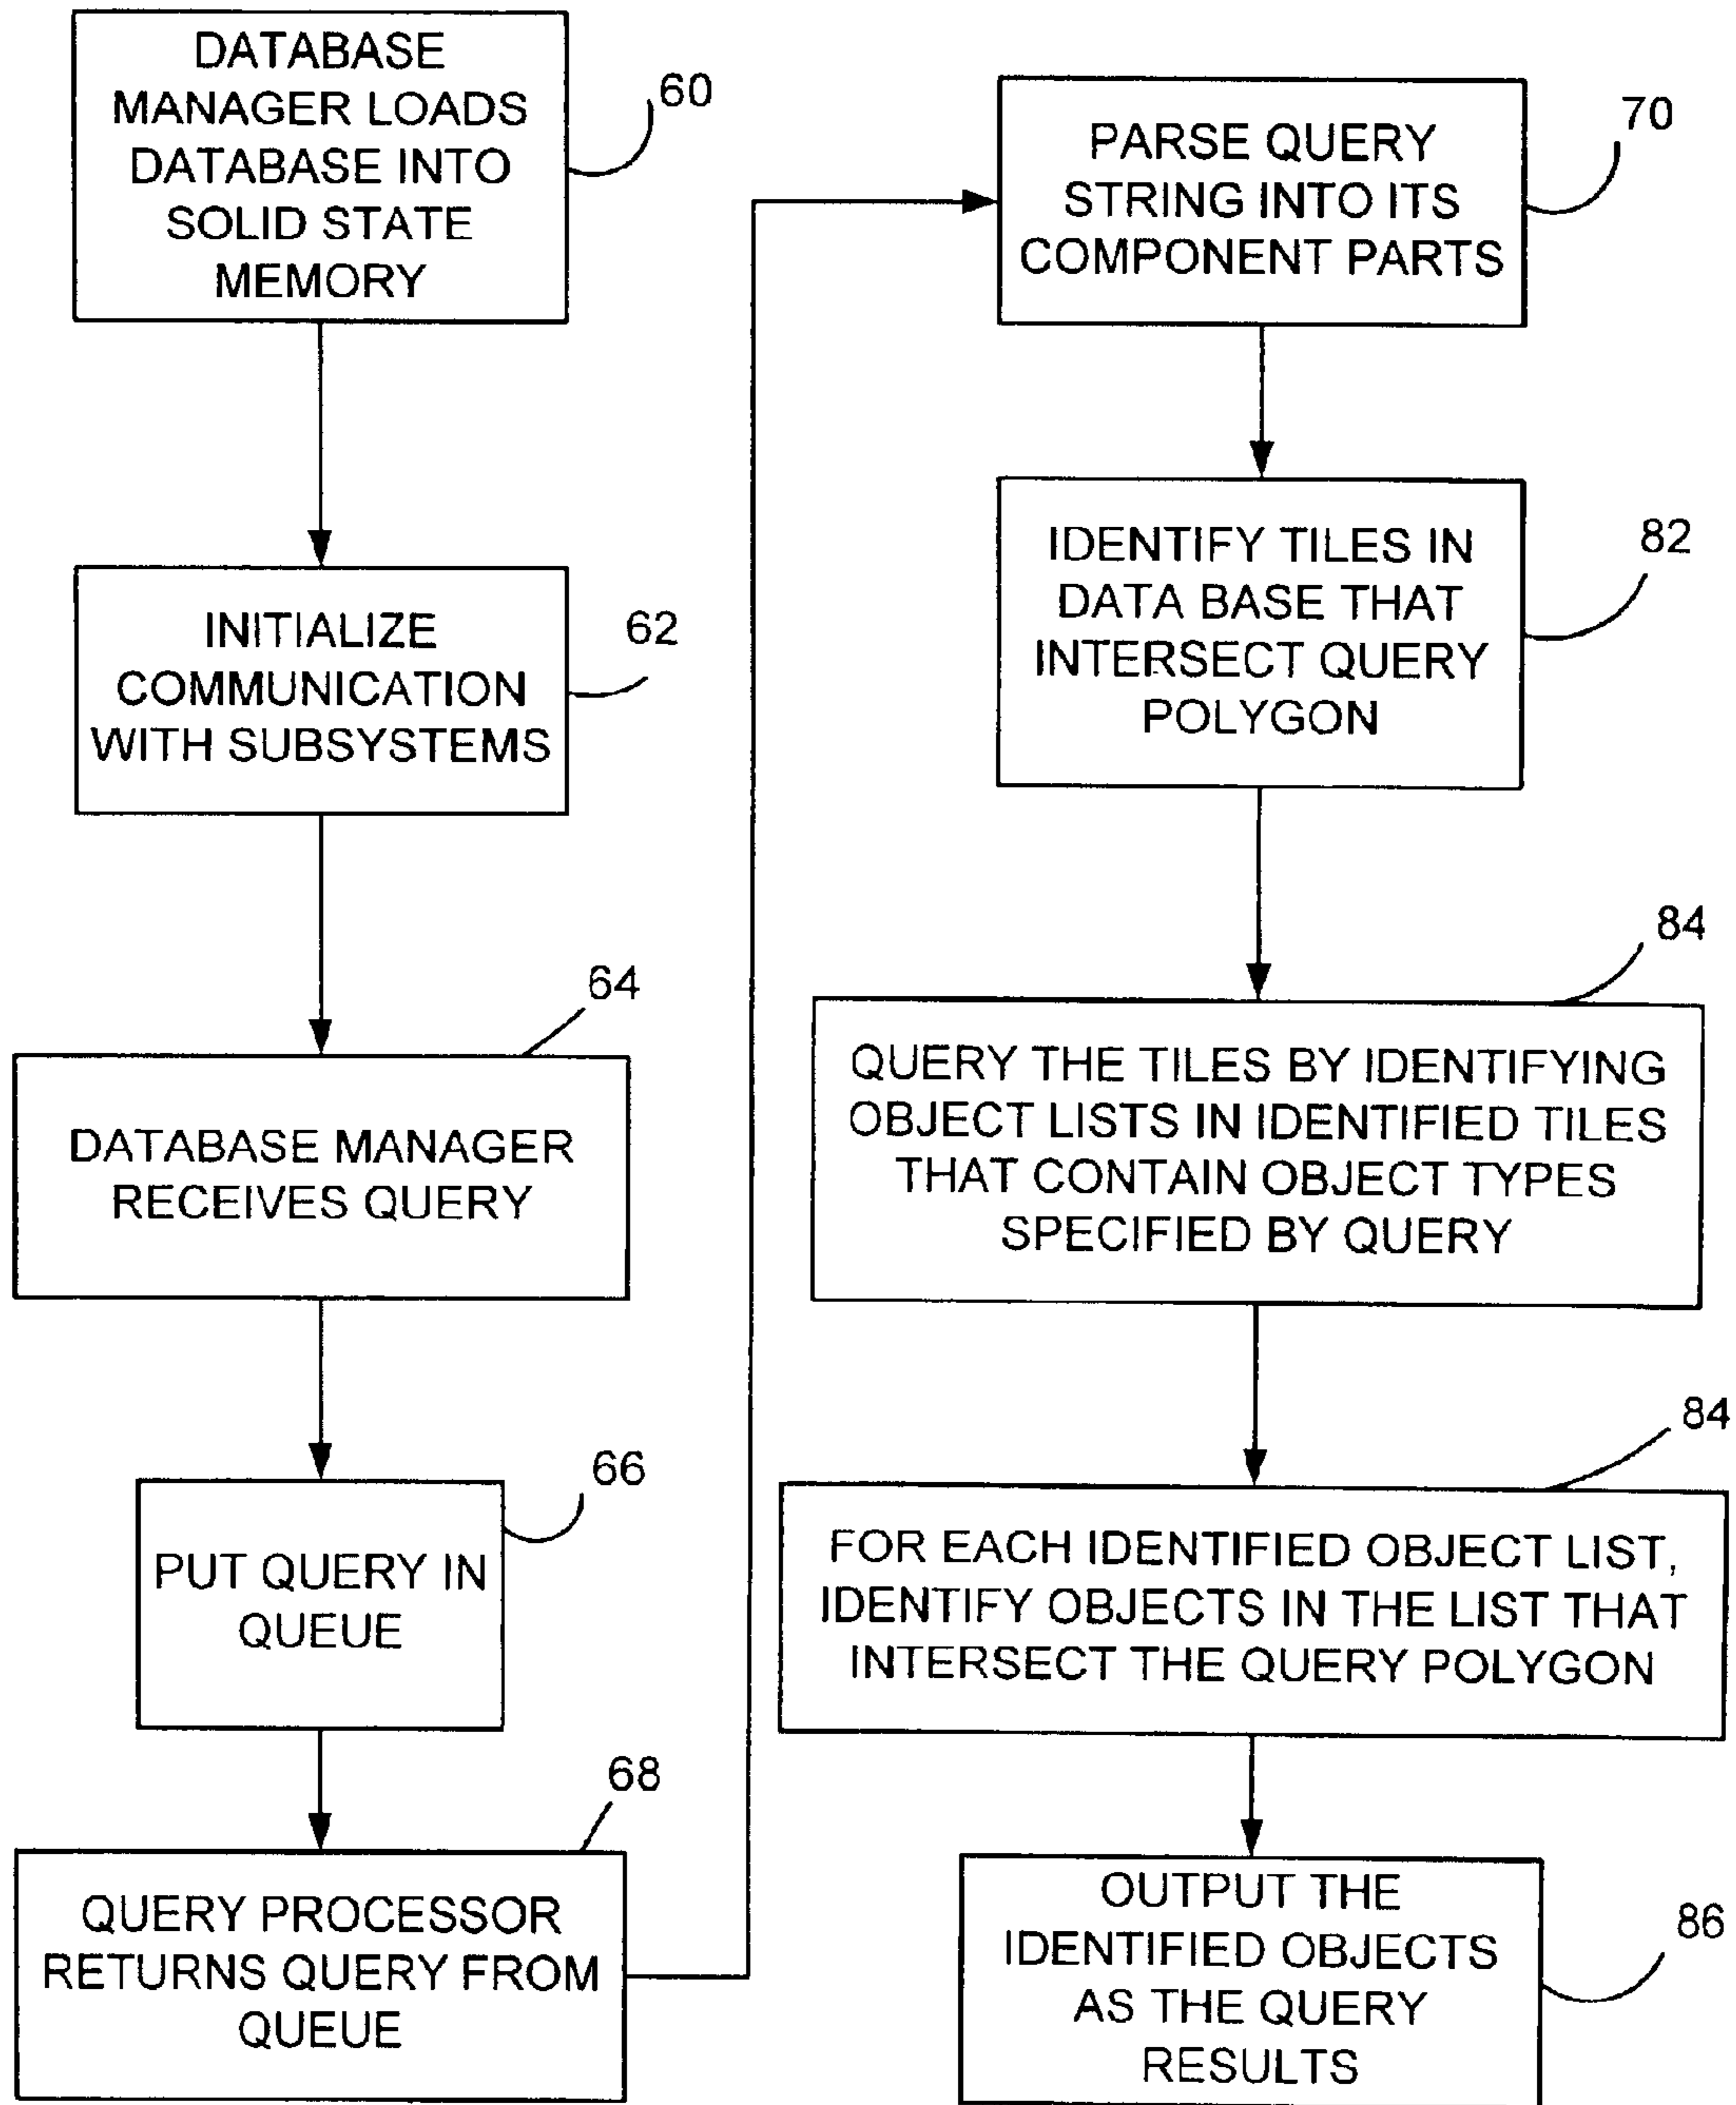 DATABASE
MANAGER LOADS
DATABASE INTO
SOLID STATE
MEMORY
60
INITIALIZE
COMMUNICATION
WITH SUBSYSTEMS
62
64
DATABASE MANAGER
RECEIVES QUERY
66
PUT QUERY IN
QUEUE
68
QUERY PROCESSOR
RETURNS QUERY FROM
QUEUE
70
PARSE QUERY
STRING INTO ITS
COMPONENT PARTS
82
IDENTIFY TILES IN
DATA BASE THAT
INTERSECT QUERY
POLYGON
84
QUERY THE TILES BY IDENTIFYING
OBJECT LISTS IN IDENTIFIED TILES
THAT CONTAIN OBJECT TYPES
SPECIFIED BY QUERY
84
FOR EACH IDENTIFIED OBJECT LIST,
IDENTIFY OBJECTS IN THE LIST THAT
INTERSECT THE QUERY POLYGON
OUTPUT THE
IDENTIFIED OBJECTS
AS THE QUERY
RESULTS
86